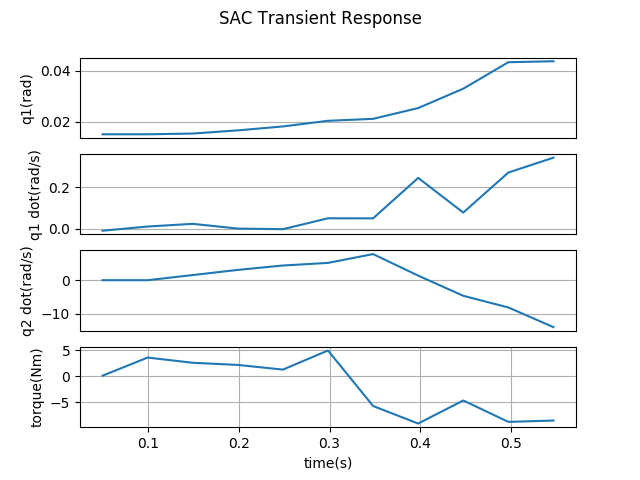 SAC Transient Response
0.04
0.02
q1(rad)
0.2
0.0
q1 dot(rad/s)
0
−10
q2 dot(rad/s)
5
0
−5
torque(Nm)
0.1 0.2 0.3 0.4 0.5
time(s)